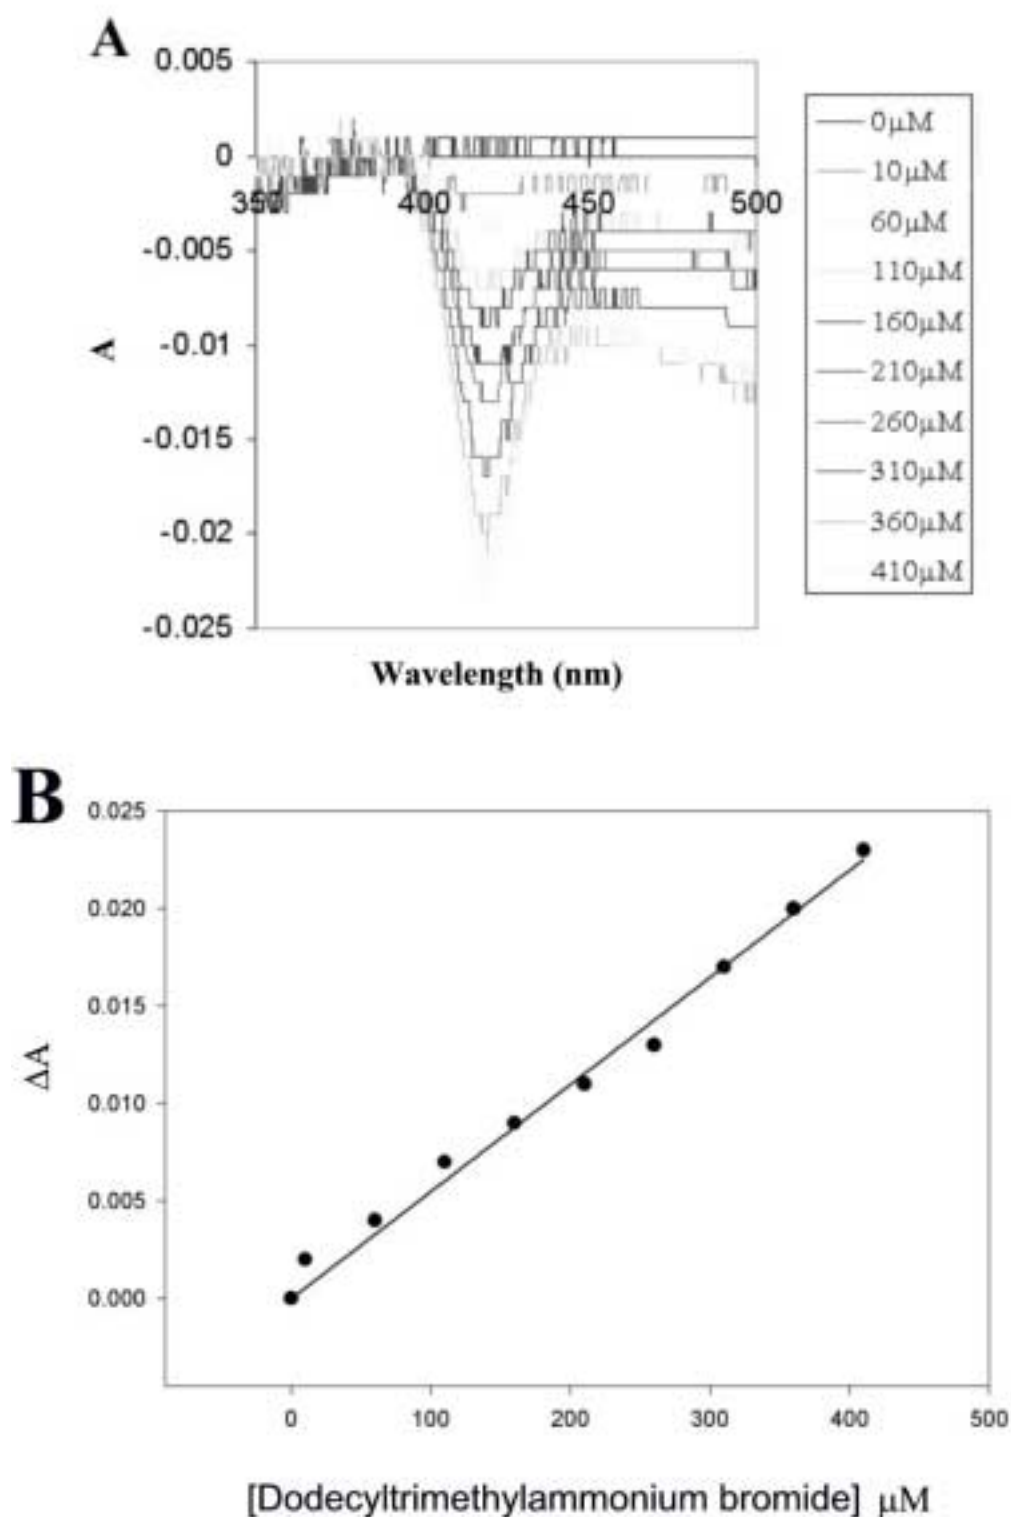 A
0.005
0
-0.005
-0.01
-0.015
-0.02
-0.025
350
400
450
500
A
Wavelength (nm)
0μM
10μM
60μM
110μM
160μM
210μM
260μM
310μM
360μM
410μM
B
0.025
0.020
0.015
0.010
0.005
0.000
ΔA
0
100
200
300
400
500
[Dodecyltrimethylammonium bromide] μM